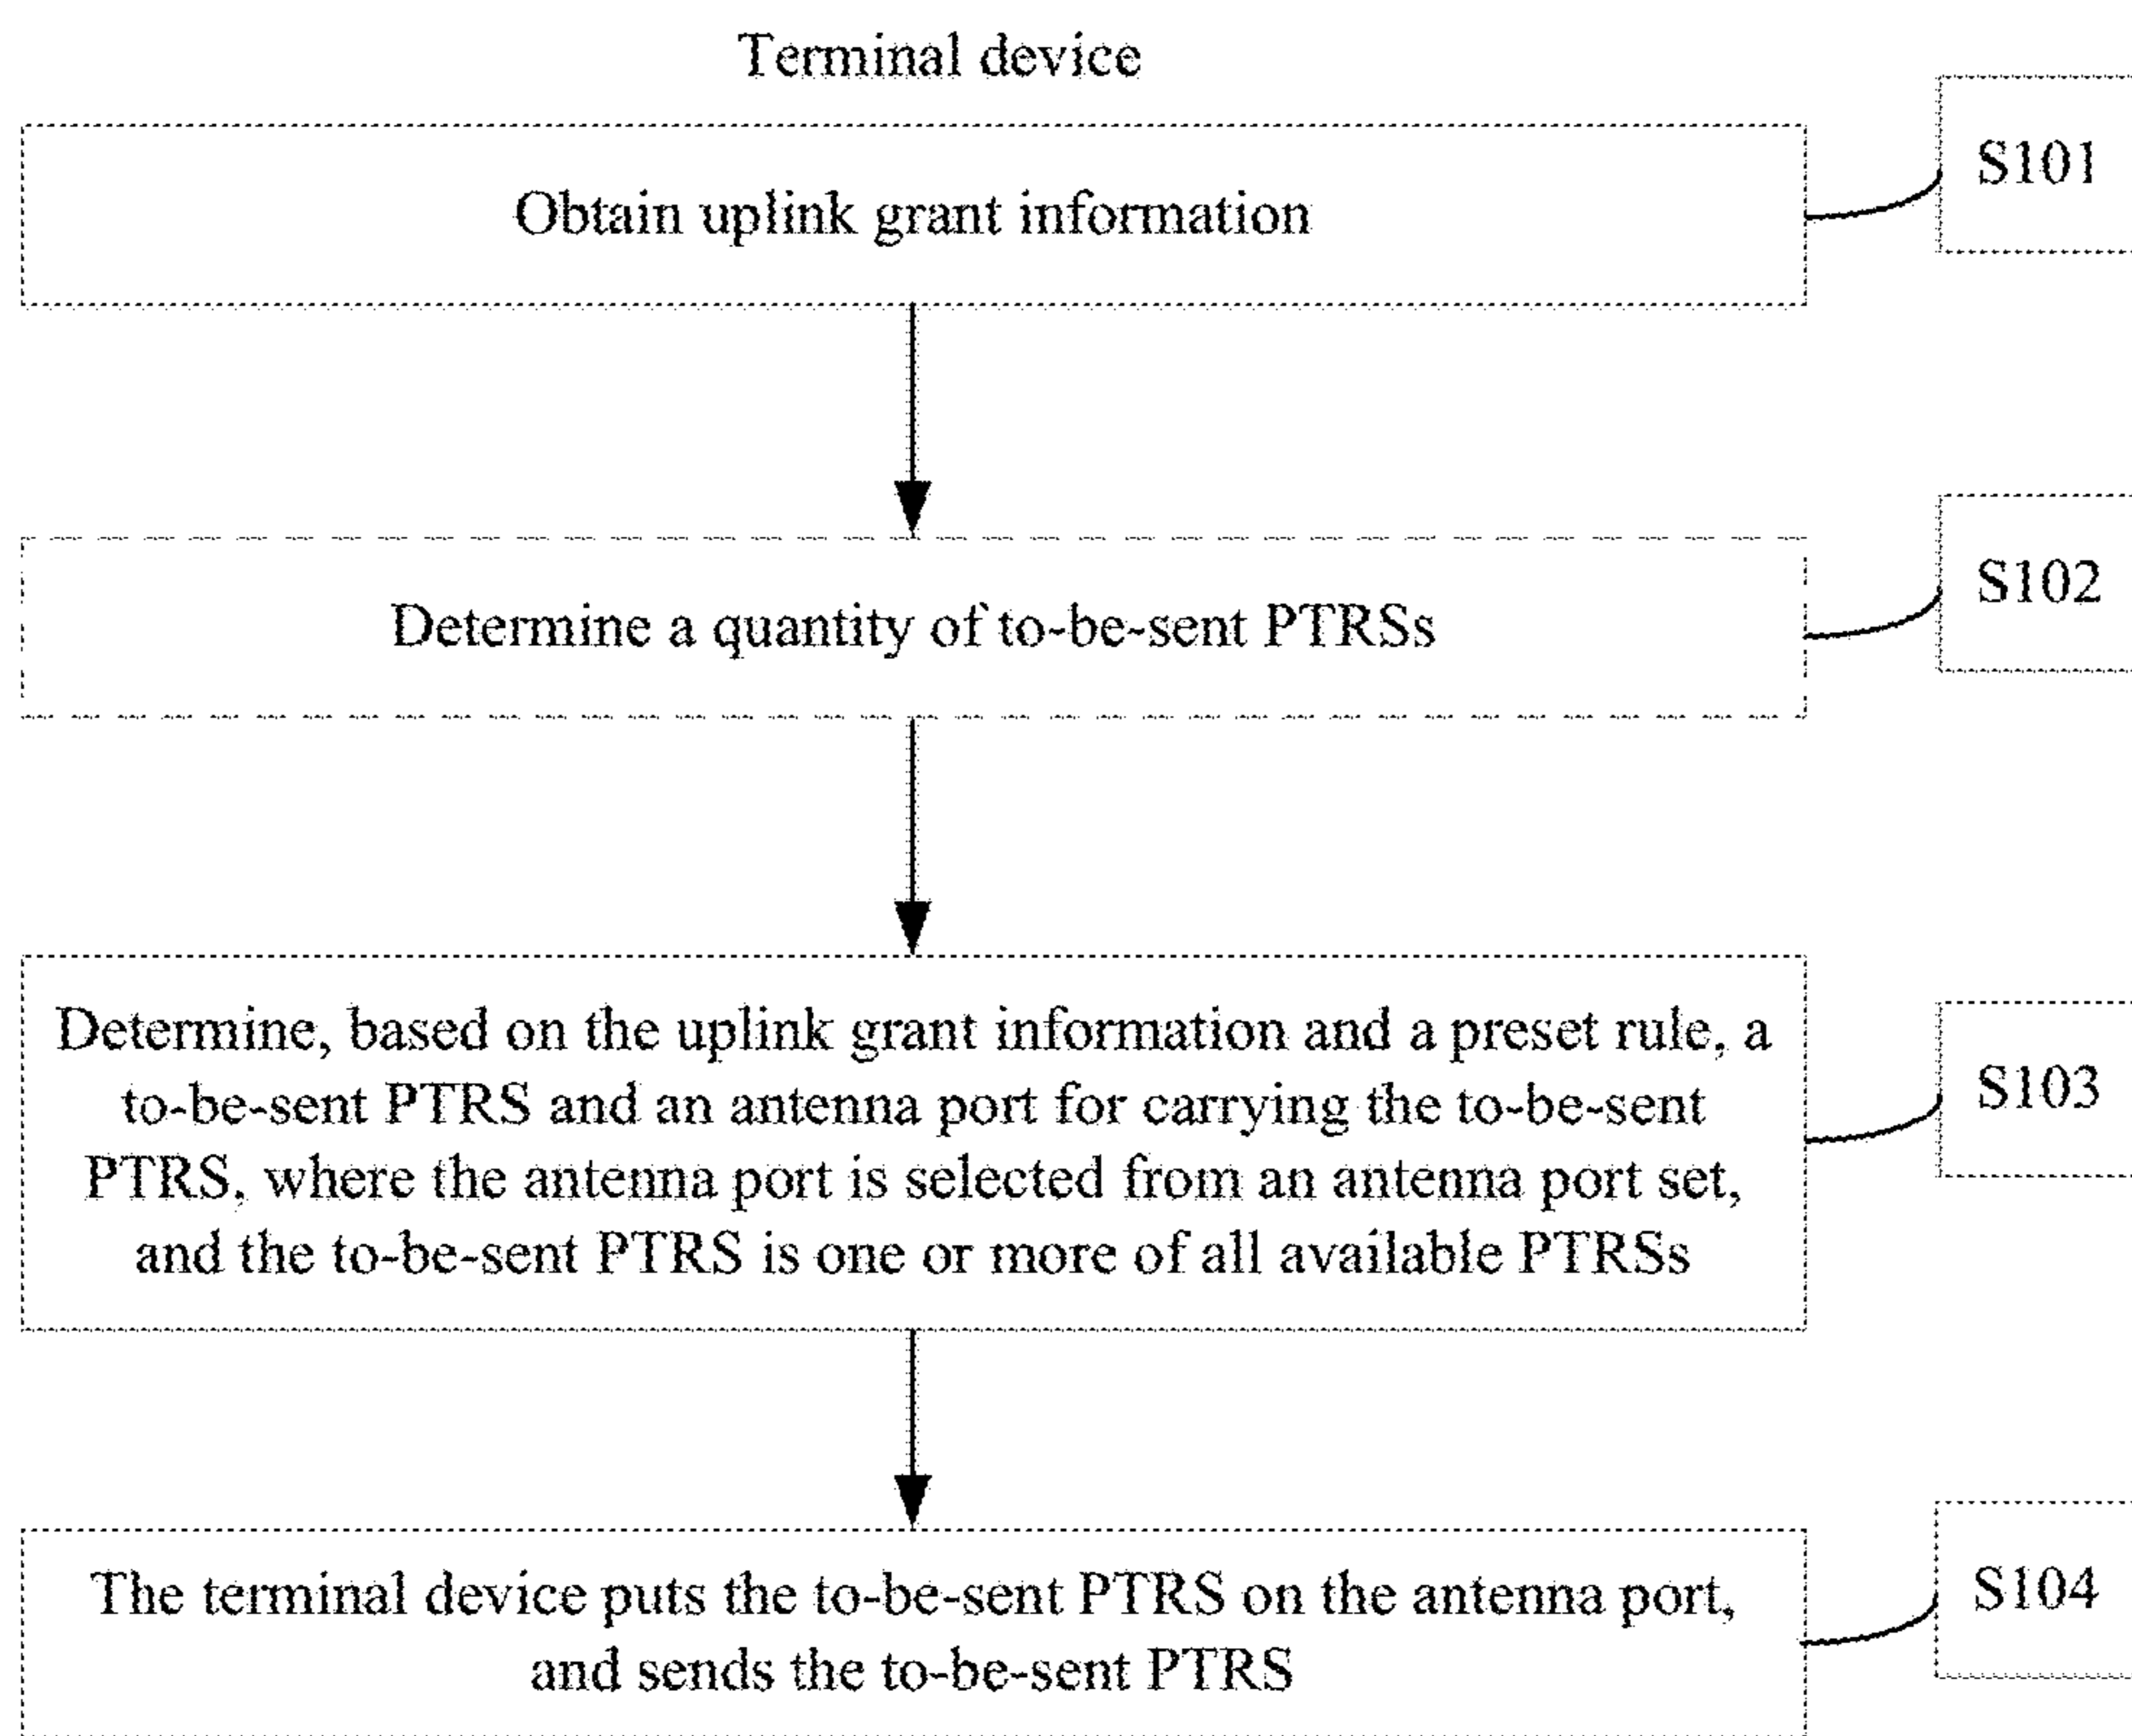 Terminal device
Obtain uplink grant information
S101
Determine a quantity of to-be-sent PTRSs
S102
Determine, based on the uplink grant information and a preset rule, a
to-be-sent PTRS and an antenna port for carrying the to-be-sent
PTRS, where the antenna port is selected from an antenna port set,
and the to-be-sent PTRS is one or more of all available PTRSs
S103
The terminal device puts the to-be-sent PTRS on the antenna port,
and sends the to-be-sent PTRS
S104